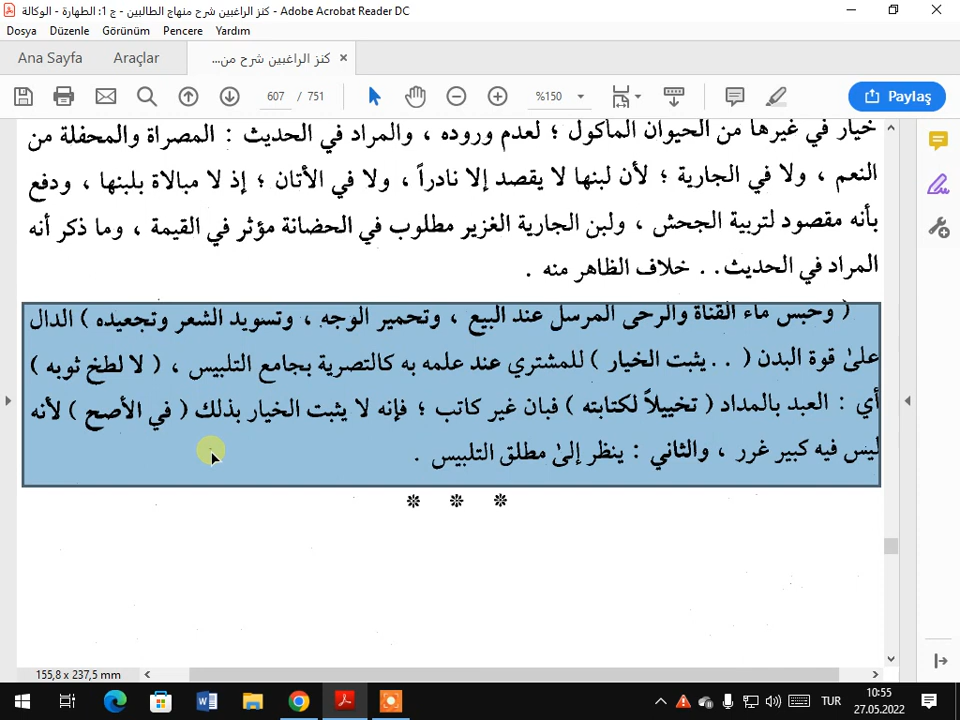 كنز الراغبين شرح منهاج الطالبين - ج 1: الطهارة - الوكالة - Adobe Acrobat Reader DC
Dosya Düzenle Görünüm Pencere Yardım
Ana Sayfa Araçlar كنز الراغبين شرح من...
607 / 751 %150 Paylaş
خيار في غيرها من الحيوان المأكول ؛ لعدم وروده ، والمراد في الحديث : المصراة والمحفلة من
النعم ، ولا في الجارية ؛ لأن لبنها لا يقصد إلا نادراً ، ولا في الأتان ؛ إذ لا مبالاة بلبنها ، ودفع
بأنه مقصود لتربية الجحش ، ولبن الجارية الغزير مطلوب في الحضانة مؤثر في القيمة ، وما ذكر أنه
المراد في الحديث . . خلاف الظاهر منه .
( وحبس ماء القناة والرحى المرسل عند البيع ، وتحمير الوجه ، وتسويد الشعر وتجعيده ) الدال
على قوة البدن ( . . يثبت الخيار ) للمشتري عند علمه به كالتصرية بجامع التلبيس ، ( لا لطخ ثوبه )
أي : العبد بالمداد ( تخييلاً لكتابته ) فبان غير كاتب ؛ فإنه لا يثبت الخيار بذلك ( في الأصح ) لأنه
ليس فيه كبير غرر ، والثاني : ينظر إلى مطلق التلبيس .
155,8 x 237,5 mm
TUR
10:55
27.05.2022